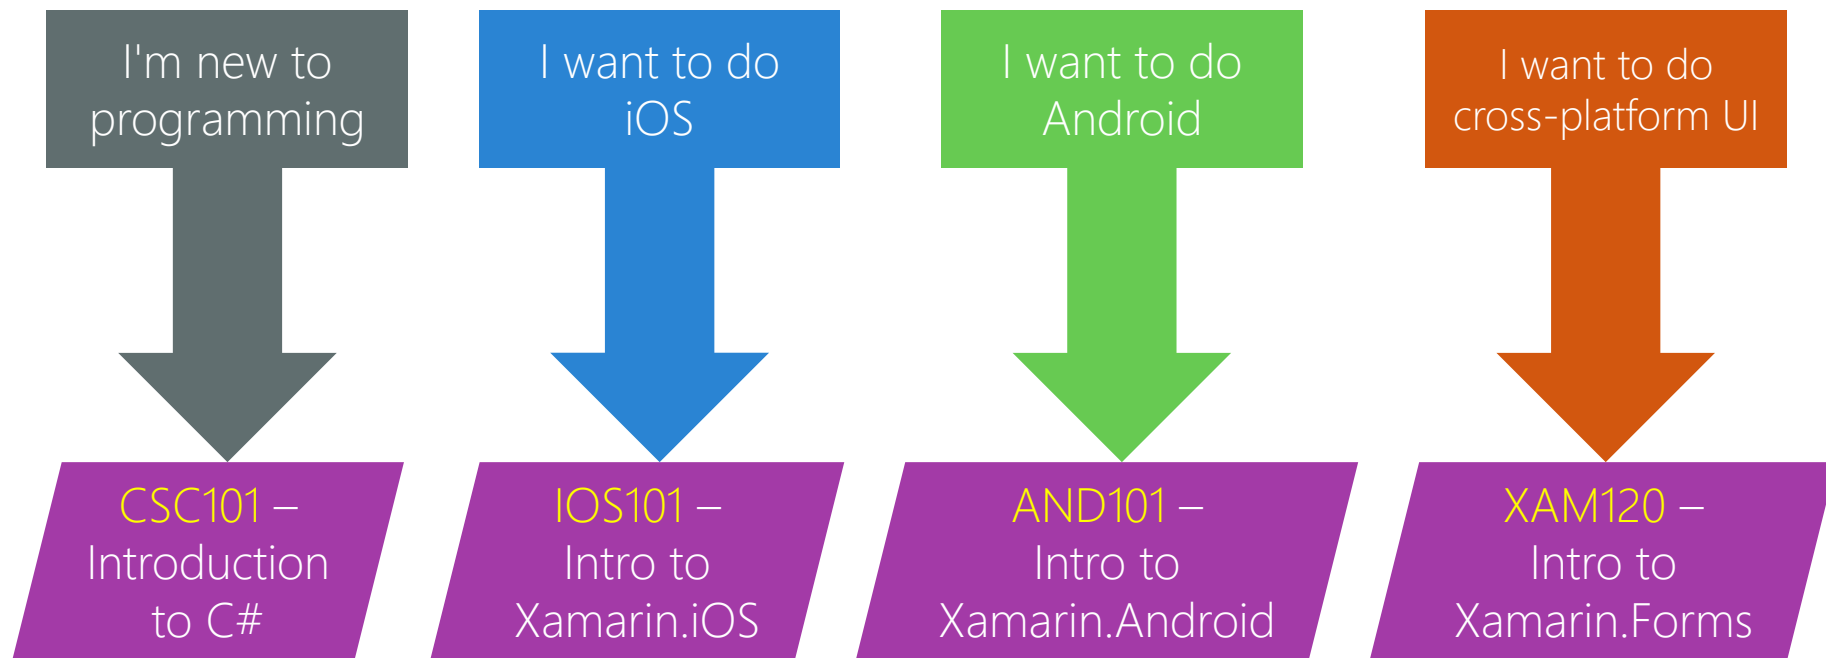 I'm new to
programming
I want to do
iOS
I want to do
Android
I want to do
cross-platform UI
CSC101 –
Introduction
to C#
IOS101 –
Intro to
Xamarin.iOS
AND101 –
Intro to
Xamarin.Android
XAM120 –
Intro to
Xamarin.Forms